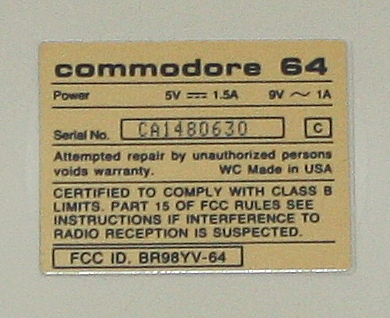 commodore 64
Power 5V ⎓ 1.5A 9V ~ 1A
Serial No. CA1480630 C
Attempted repair by unauthorized persons
voids warranty. WC Made in USA
CERTIFIED TO COMPLY WITH CLASS B
LIMITS. PART 15 OF FCC RULES SEE
INSTRUCTIONS IF INTERFERENCE TO
RADIO RECEPTION IS SUSPECTED.
FCC ID. BR98YV-64